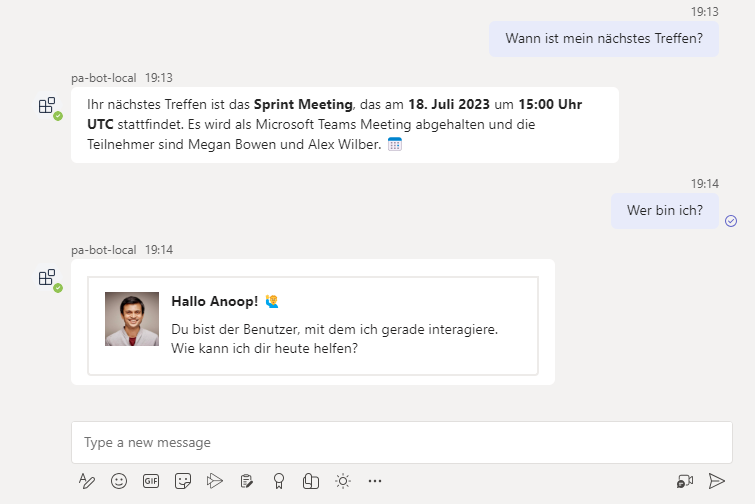 19:13
Wann ist mein nächstes Treffen?
pa-bot-local 19:13
Ihr nächstes Treffen ist das Sprint Meeting, das am 18. Juli 2023 um 15:00 Uhr
UTC stattfindet. Es wird als Microsoft Teams Meeting abgehalten und die
Teilnehmer sind Megan Bowen und Alex Wilber.
19:14
Wer bin ich?
pa-bot-local 19:14
Hallo Anoop!
Du bist der Benutzer, mit dem ich gerade interagiere.
Wie kann ich dir heute helfen?
Type a new message
GIF